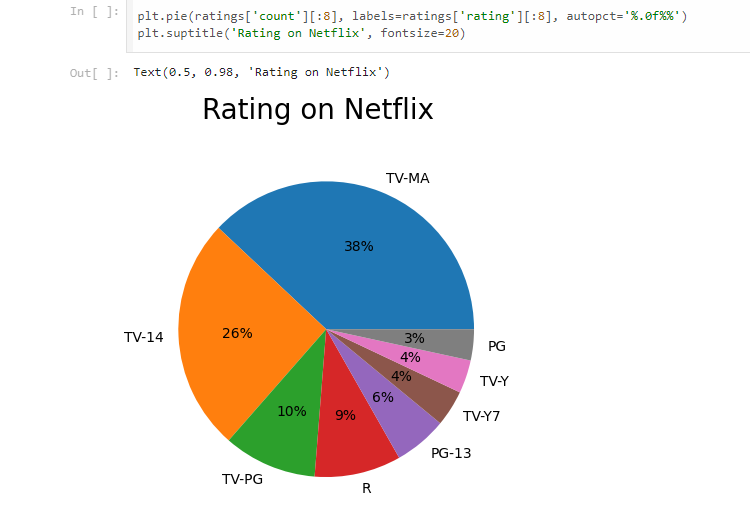 In [ ]: plt.pie(ratings['count'][:8], labels=ratings['rating'][:8], autopct='%.0f%%')
plt.suptitle('Rating on Netflix', fontsize=20)
Out[ ]: Text(0.5, 0.98, 'Rating on Netflix')
Rating on Netflix
TV-MA
38%
TV-14
26%
3%
PG
4%
TV-Y
4%
6%
TV-Y7
10%
9%
PG-13
TV-PG
R